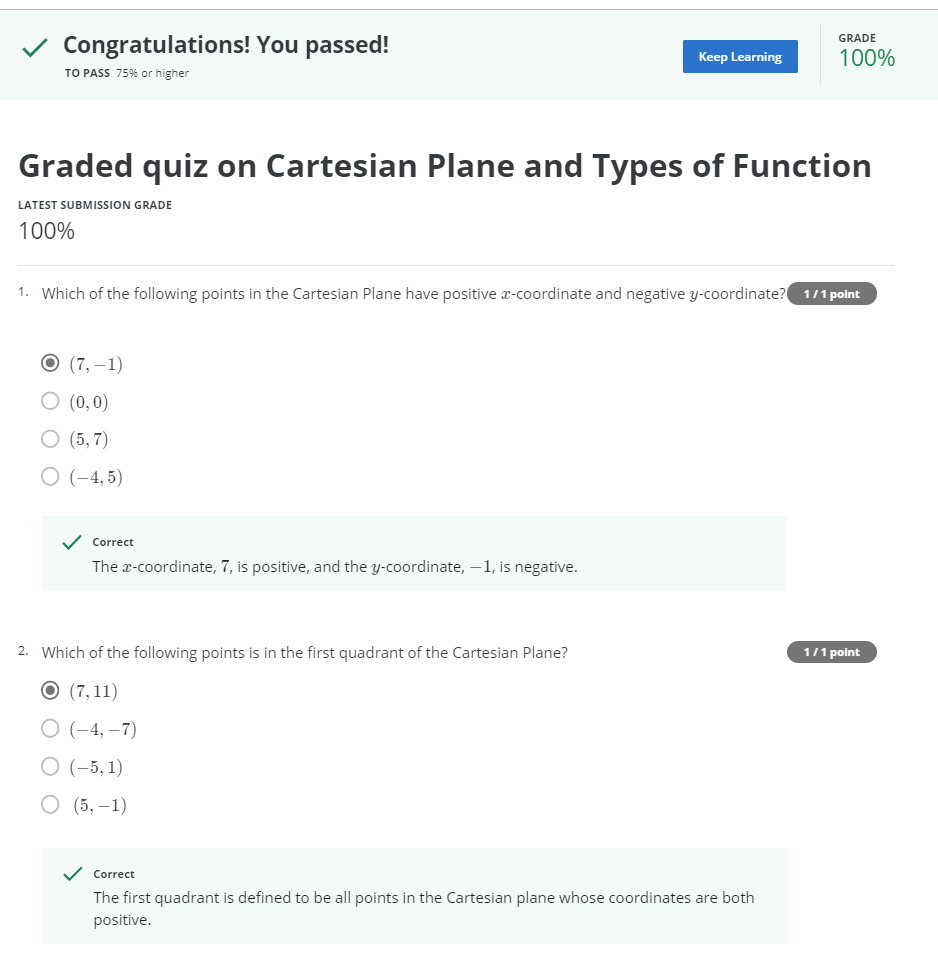 Congratulations! You passed!
TO PASS 75% or higher
Keep Learning
GRADE
100%
Graded quiz on Cartesian Plane and Types of Function
LATEST SUBMISSION GRADE
100%
1. Which of the following points in the Cartesian Plane have positive x-coordinate and negative y-coordinate? 1 / 1 point
(7, −1)
(0, 0)
(5, 7)
(−4, 5)
Correct
The x-coordinate, 7, is positive, and the y-coordinate, −1, is negative.
2. Which of the following points is in the first quadrant of the Cartesian Plane? 1 / 1 point
(7, 11)
(−4, −7)
(−5, 1)
(5, −1)
Correct
The first quadrant is defined to be all points in the Cartesian plane whose coordinates are both
positive.